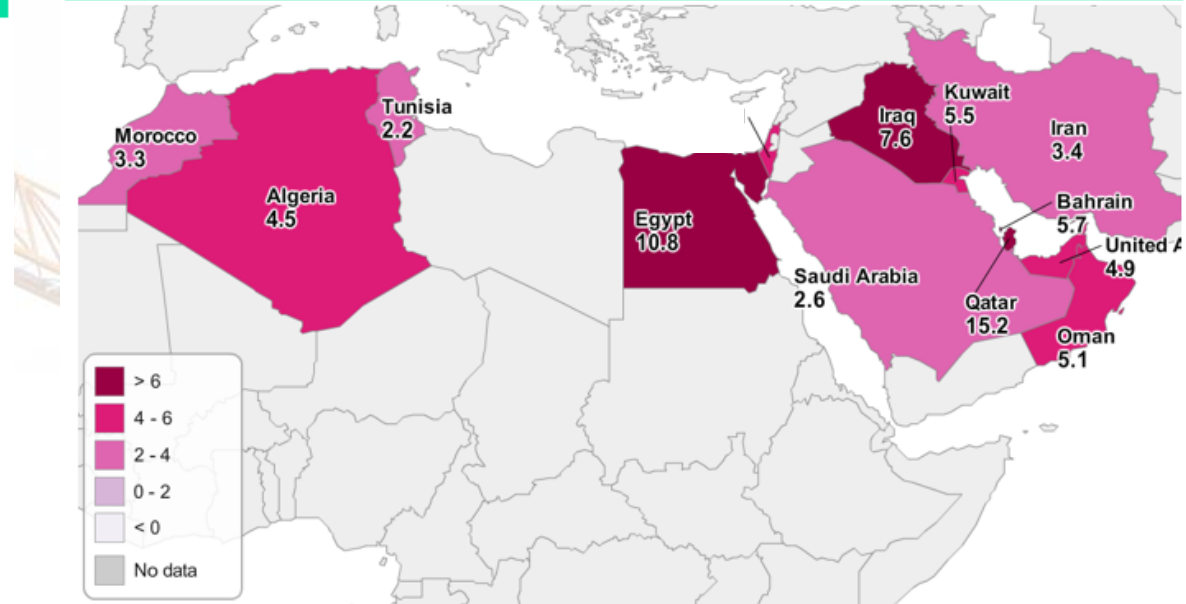 Tunisia
2.2
Morocco
3.3
Algeria
4.5
Egypt
10.8
Iraq
7.6
Kuwait
5.5
Iran
3.4
Bahrain
5.7
United A
4.9
Saudi Arabia
2.6
Qatar
15.2
Oman
5.1
> 6
4 - 6
2 - 4
0 - 2
< 0
No data